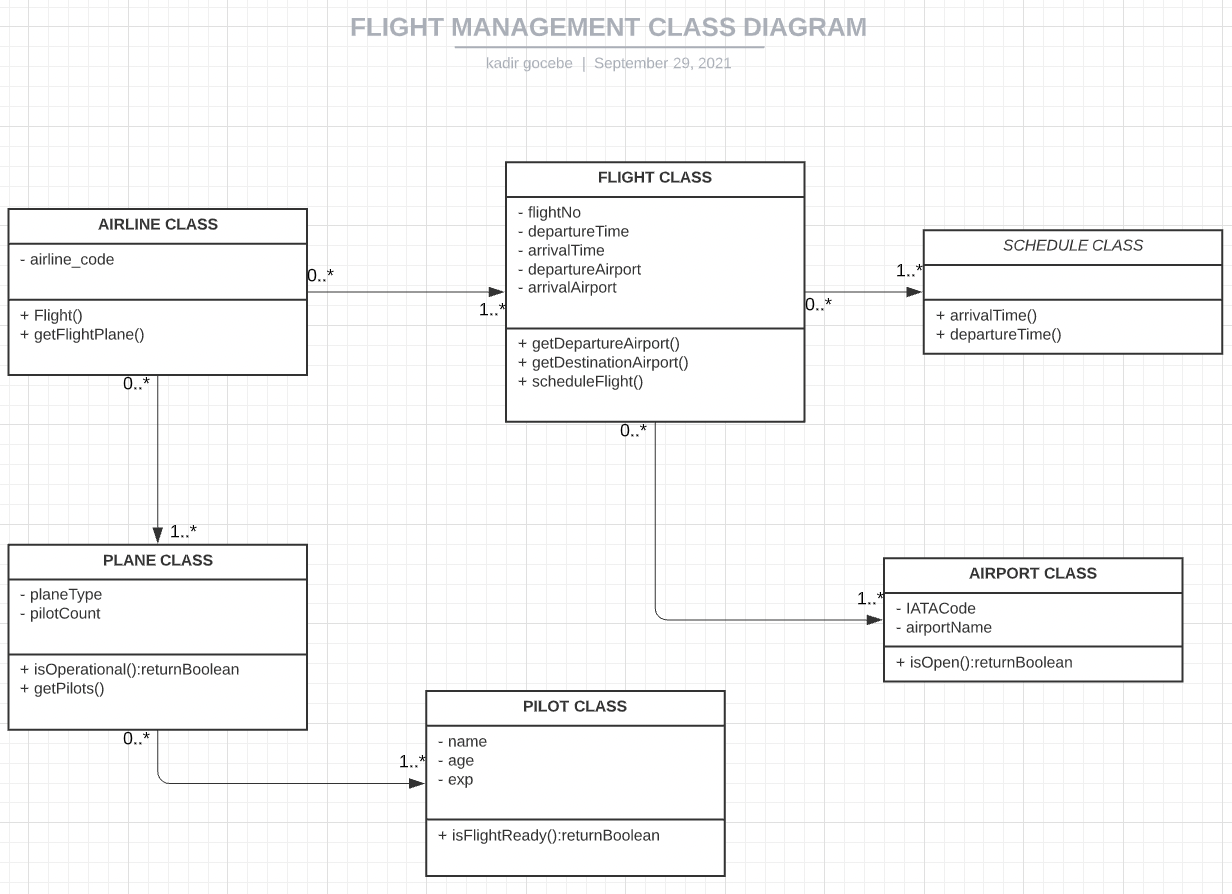 FLIGHT MANAGEMENT CLASS DIAGRAM
kadir gocebe | September 29, 2021
AIRLINE CLASS
- airline_code
+ Flight()
+ getFlightPlane()
0..*
1..*
FLIGHT CLASS
- flightNo
- departureTime
- arrivalTime
- departureAirport
- arrivalAirport
+ getDepartureAirport()
+ getDestinationAirport()
+ scheduleFlight()
0..*
1..*
SCHEDULE CLASS
+ arrivalTime()
+ departureTime()
0..*
1..*
PLANE CLASS
- planeType
- pilotCount
+ isOperational():returnBoolean
+ getPilots()
0..*
1..*
AIRPORT CLASS
- IATACode
- airportName
+ isOpen():returnBoolean
0..*
1..*
PILOT CLASS
- name
- age
- exp
+ isFlightReady():returnBoolean